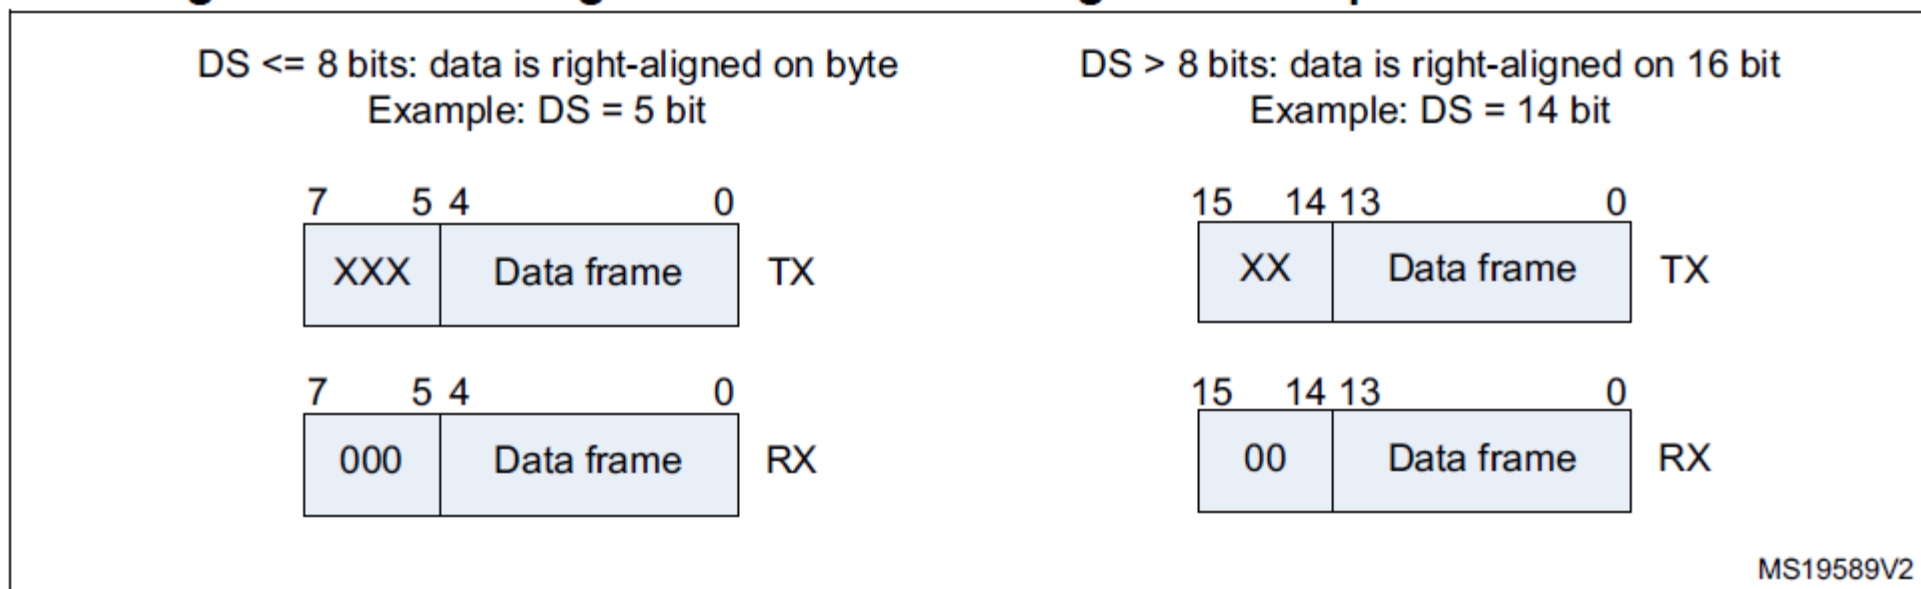 DS <= 8 bits: data is right-aligned on byte
Example: DS = 5 bit
7 5 4 0
XXX Data frame TX
7 5 4 0
000 Data frame RX
DS > 8 bits: data is right-aligned on 16 bit
Example: DS = 14 bit
15 14 13 0
XX Data frame TX
15 14 13 0
00 Data frame RX
MS19589V2